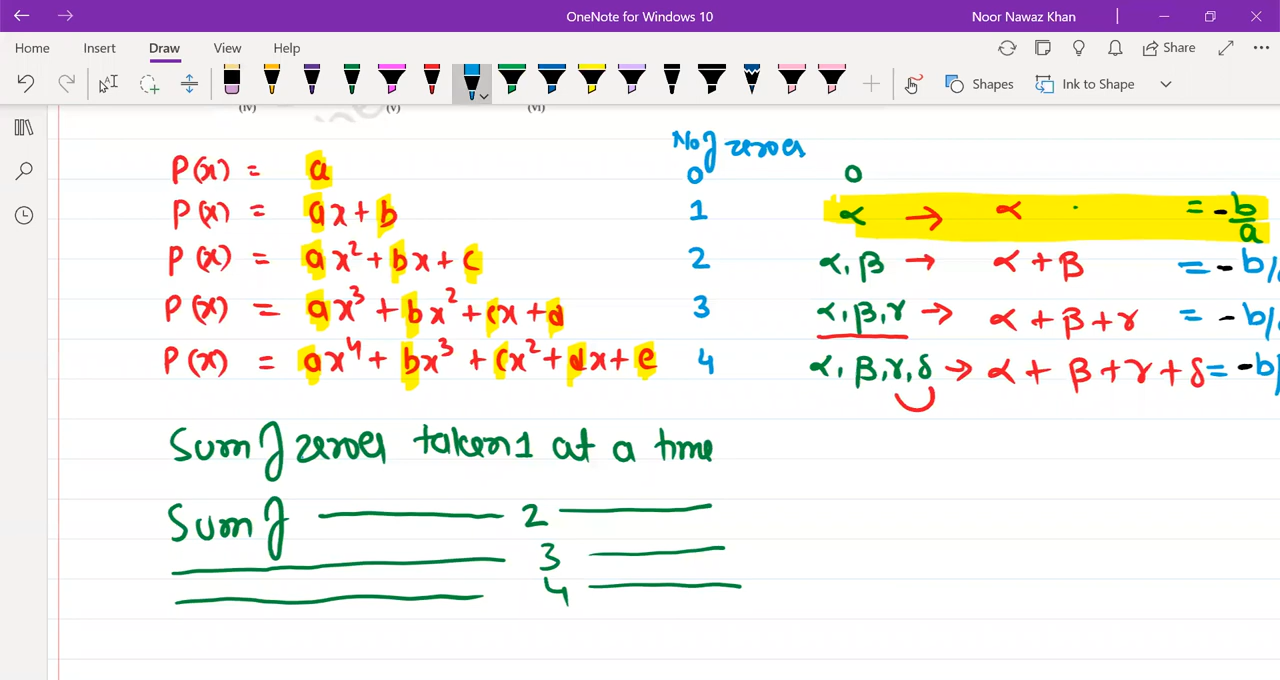 OneNote for Windows 10
Noor Nawaz Khan
Home Insert Draw View Help Share
Shapes Ink to Shape
(iv) (v) (vi)
No of zeroes
P(x) = a 0 0
P(x) = ax + b 1 α → α = - b/a
P(x) = ax² + bx + c 2 α, β → α + β = - b/
P(x) = ax³ + bx² + cx + d 3 α, β, γ → α + β + γ = - b/
P(x) = ax⁴ + bx³ + cx² + dx + e 4 α, β, γ, δ → α + β + γ + δ = - b/
Sum of zeroes taken 1 at a time
Sum of 2
3
4